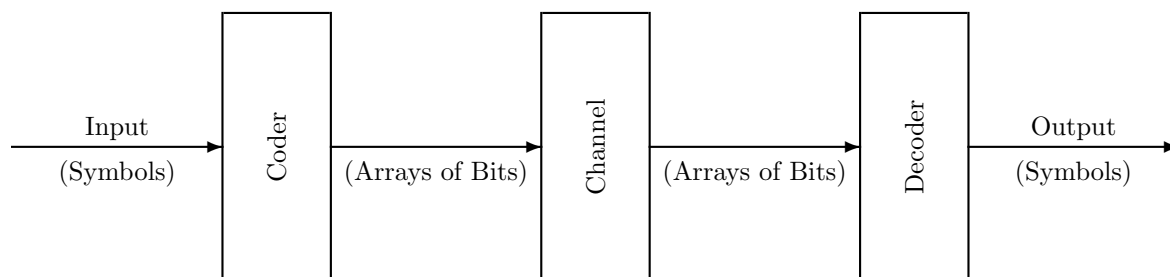 Input
(Symbols)
Coder
(Arrays of Bits)
Channel
(Arrays of Bits)
Decoder
Output
(Symbols)